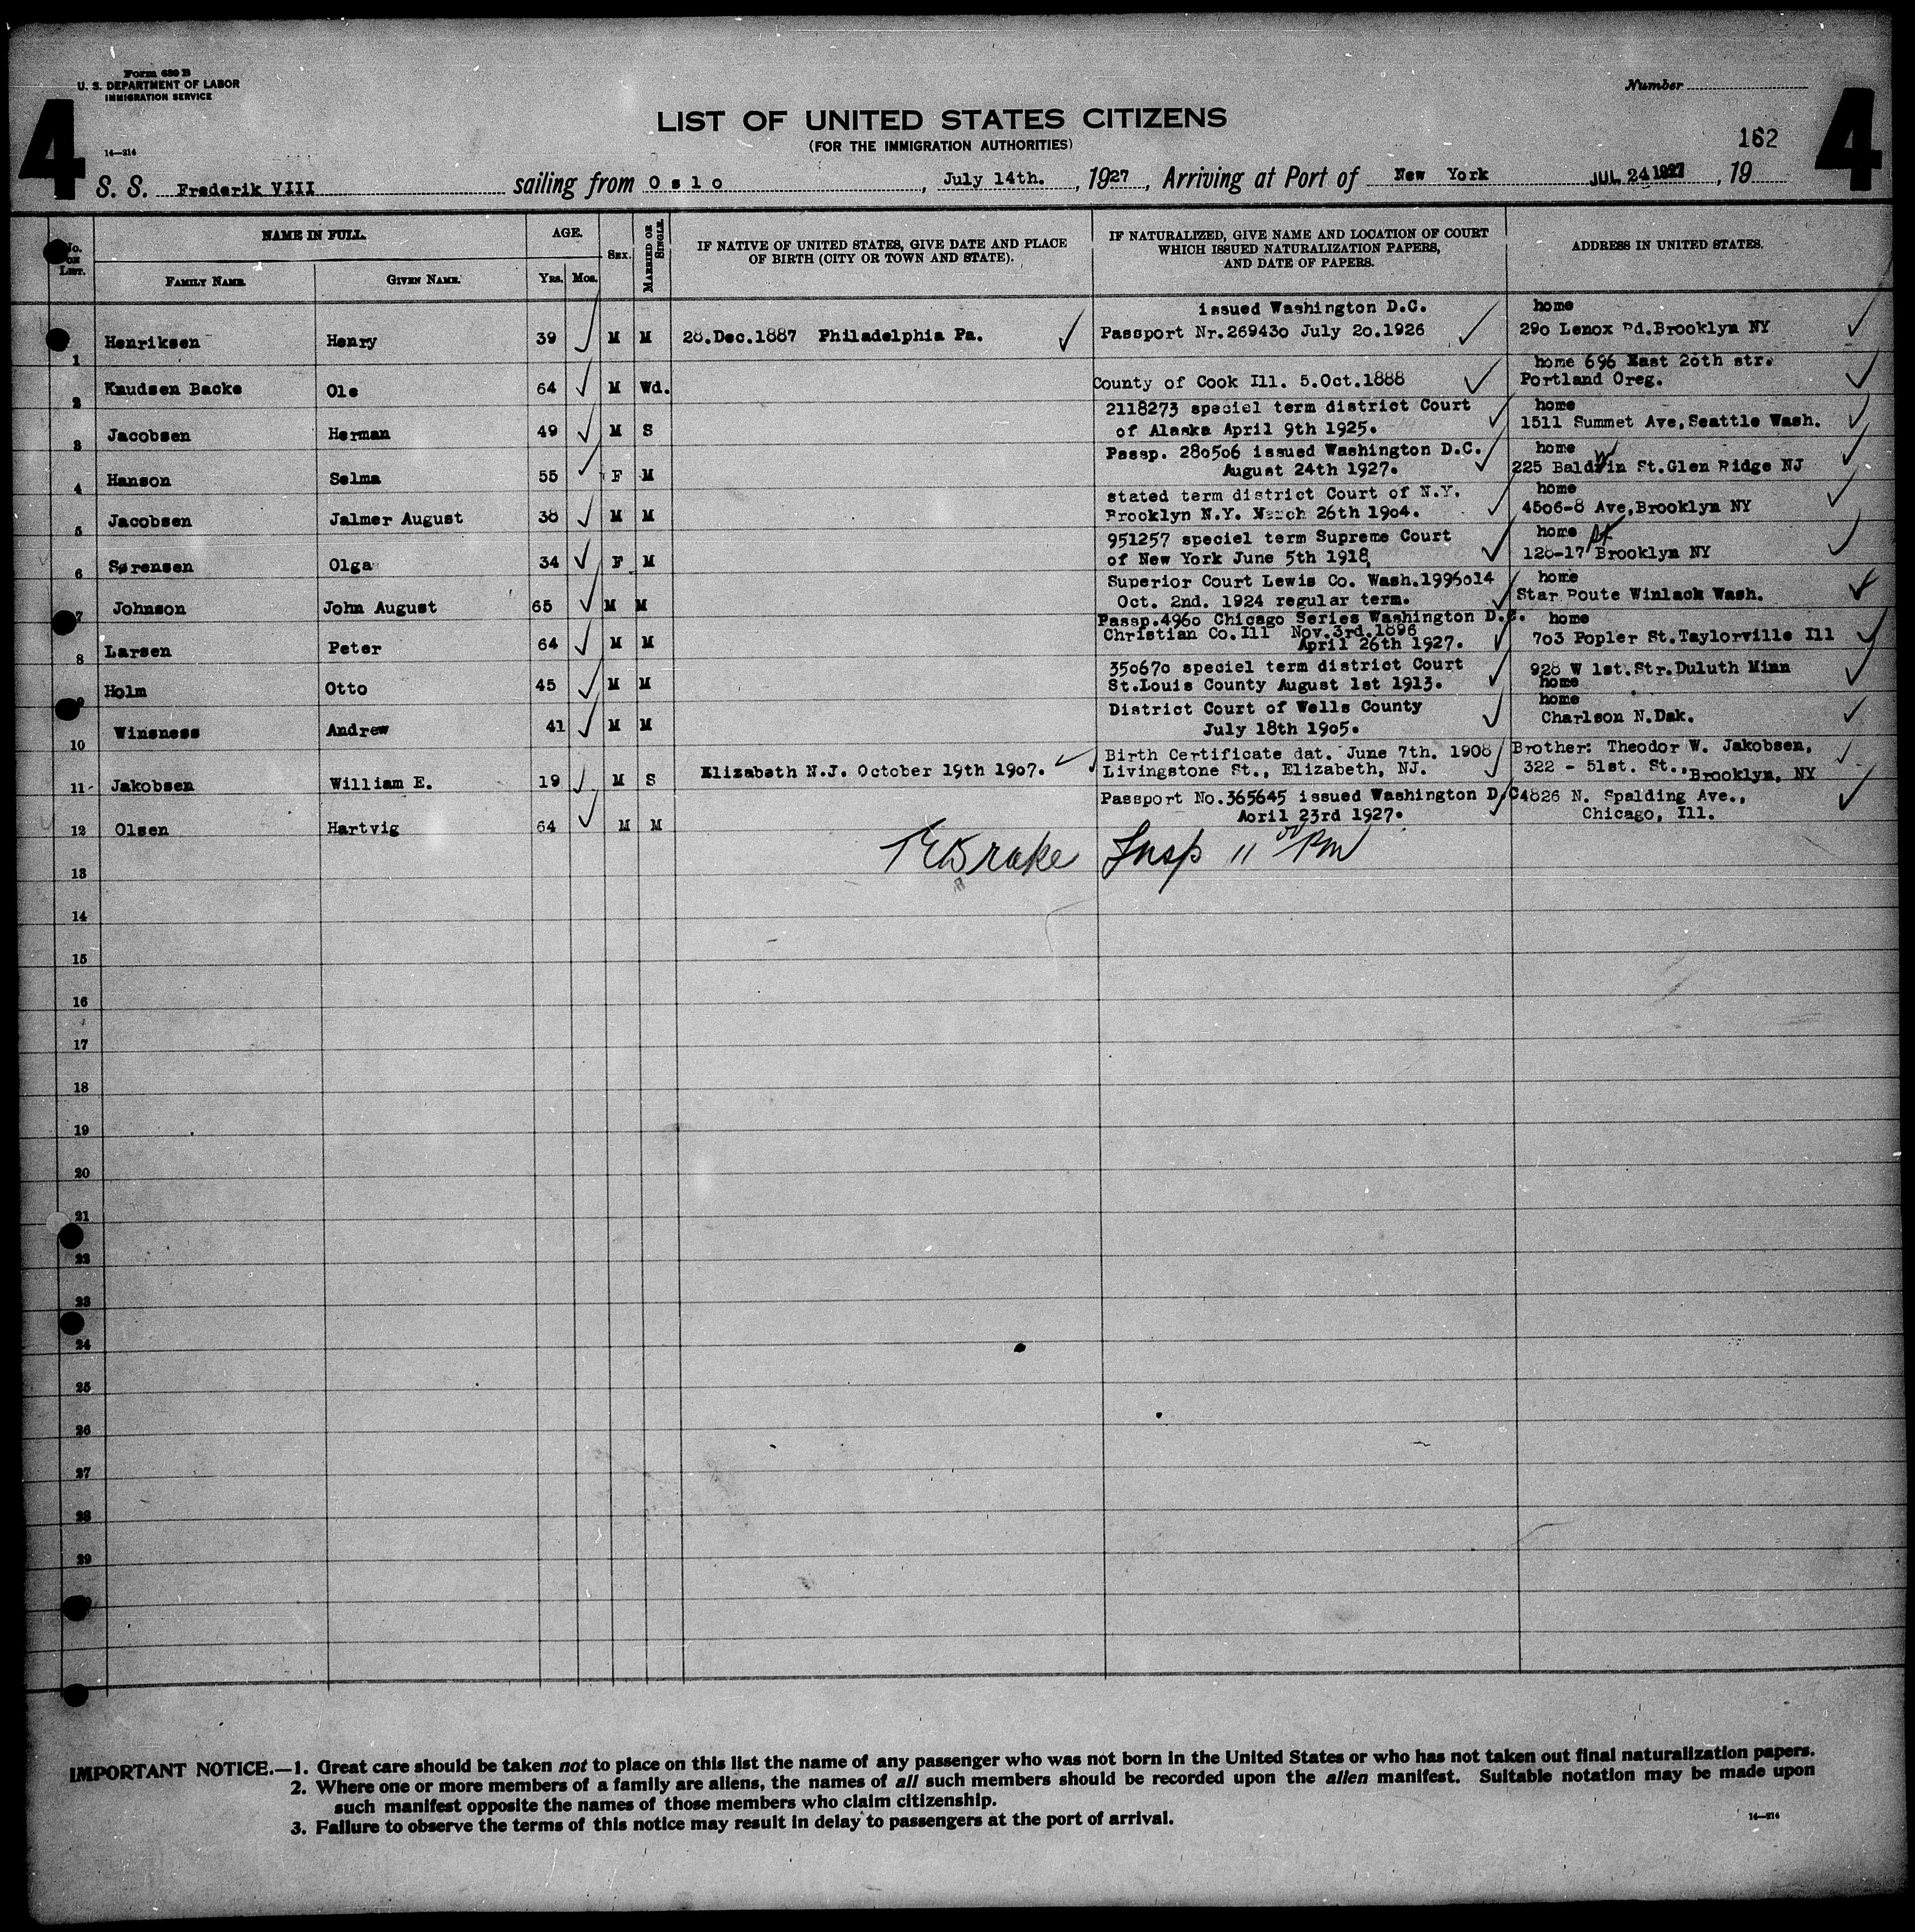 Form 630 B
U. S. DEPARTMENT OF LABOR
IMMIGRATION SERVICE
Number
4
4
LIST OF UNITED STATES CITIZENS
(FOR THE IMMIGRATION AUTHORITIES)
14—214
162
S. S. Frederik VIII sailing from Oslo, July 14th., 1927, Arriving at Port of New York JUL 24 1927, 19
No. on List.
NAME IN FULL.
Family Name.
Given Name.
AGE.
Yrs.
Mos.
Sex.
Married or Single.
IF NATIVE OF UNITED STATES, GIVE DATE AND PLACE
OF BIRTH (CITY OR TOWN AND STATE).
IF NATURALIZED, GIVE NAME AND LOCATION OF COURT
WHICH ISSUED NATURALIZATION PAPERS,
AND DATE OF PAPERS.
ADDRESS IN UNITED STATES.
issued Washington D.C. home
1 Henriksen Henry 39 M M 28.Dec.1887 Philadelphia Pa. Passport Nr.269430 July 20.1926 290 Lenox Rd.Brooklyn NY
home 696 East 20th str.
2 Knudsen Backe Ole 64 M Wd. County of Cook Ill. 5.Oct.1888 Portland Oreg.
2118273 speciel term district Court home
3 Jacobsen Herman 49 M S of Alaska April 9th 1925. 1511 Summet Ave,Seattle Wash.
Passp. 280506 issued Washington D.C. home
4 Hanson Selma 55 F M August 24th 1927. 225 Baldwin St.Glen Ridge NJ
stated term district Court of N.Y. home
5 Jacobsen Jalmer August 38 M M Brooklyn N.Y. March 26th 1904. 4506-8 Ave,Brooklyn NY
951257 speciel term Supreme Court home
6 Sørensen Olga 34 F M of New York June 5th 1918 128-17 St Brooklyn NY
Superior Court Lewis Co. Wash.1995014 home
7 Johnson John August 65 M M Oct. 2nd. 1924 regular term. Star Route Winlack Wash.
Passp.4960 Chicago Series Washington D.C. home
Christian Co.Ill Nov.3rd.1896
8 Larsen Peter 64 M M April 26th 1927. 703 Popler St.Taylorville Ill
350670 speciel term district Court 928 W 1st.Str.Duluth Minn
9 Holm Otto 45 M M St.Louis County August 1st 1913. home
District Court of Wells County home
10 Winsness Andrew 41 M M July 18th 1905. Charlson N.Dak.
Birth Certificate dat. June 7th. 1908 Brother: Theodor W. Jakobsen,
11 Jakobsen William E. 19 M S Elizabeth N.J. October 19th 1907. Livingstone St., Elizabeth, NJ. 322 - 51st. St., Brooklyn, NY
Passport No.365645 issued Washington D.C 4826 N. Spalding Ave.,
12 Olsen Hartvig 64 M M April 23rd 1927. Chicago, Ill.
Insp 11 00 Pm
13
14
15
16
17
18
19
20
21
22
23
24
25
26
27
28
29
IMPORTANT NOTICE.—1. Great care should be taken not to place on this list the name of any passenger who was not born in the United States or who has not taken out final naturalization papers.
2. Where one or more members of a family are aliens, the names of all such members should be recorded upon the alien manifest. Suitable notation may be made upon
such manifest opposite the names of those members who claim citizenship.
3. Failure to observe the terms of this notice may result in delay to passengers at the port of arrival.
14—214